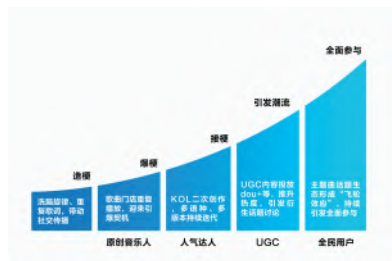 全面参与
引发潮流
接梗
爆梗
造梗
洗脑旋律、重
复歌词，带动
社交传播
歌曲门店重复
播放，迎来引
爆契机
KOL二次创作
，多语种、多
版本持续迭代
UGC内容投放
dou+等，提升
热度，引发衍
生话题讨论
主题曲话题生
态形成“飞轮
效应”，持续
引发全面参与
原创音乐人
人气达人
UGC
全民用户